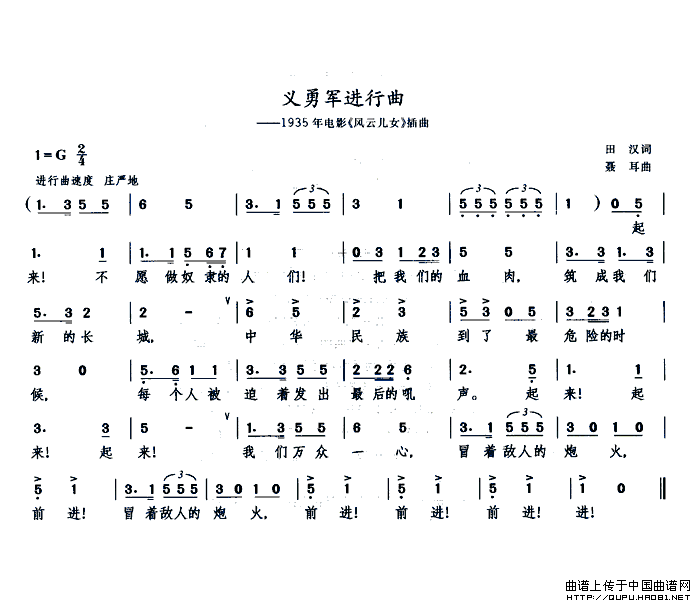 义勇军进行曲
——1935年电影《风云儿女》插曲
1=G 2/4
田 汉词
聂 耳曲
进行曲速度 庄严地
(1. 3 5 5 | 6 5 | 3. 1 5 5 5 | 3 1 | 5 5 5 5 5 5 | 1 ) 0 5 |
起
1. 1 | 1. 1 5 6 7 | 1 1 | 0 3 1 2 3 | 5 5 | 3. 3 1. 3 |
来! 不 愿做奴隶的 人 们! 把我们的 血 肉, 筑成我们
5. 3 2 | 2 - | 6 5 | 2 3 | 5 3 0 5 | 3 2 3 1 |
新的长 城, 中 华 民 族 到了 最 危险的时
3 0 | 5. 6 1 1 | 3. 3 5 5 | 2 2 2 6 | 2. 5 | 1. 1 |
候, 每个人被 迫着发出 最后的吼 声。 起 来! 起
3. 3 | 5 - | 1. 3 5 5 | 6 5 | 3. 1 5 5 5 | 3 0 1 0 |
来! 起 来! 我们万众 一 心, 冒着敌人的 炮 火,
5 1 | 3. 1 5 5 5 | 3 0 1 0 | 5 1 | 5 1 | 5 1 | 1 0 ‖
前 进! 冒着敌人的 炮 火, 前 进! 前 进! 前 进! 进!
曲谱上传于中国曲谱网
HTTP://QUPU.HAO81.NET